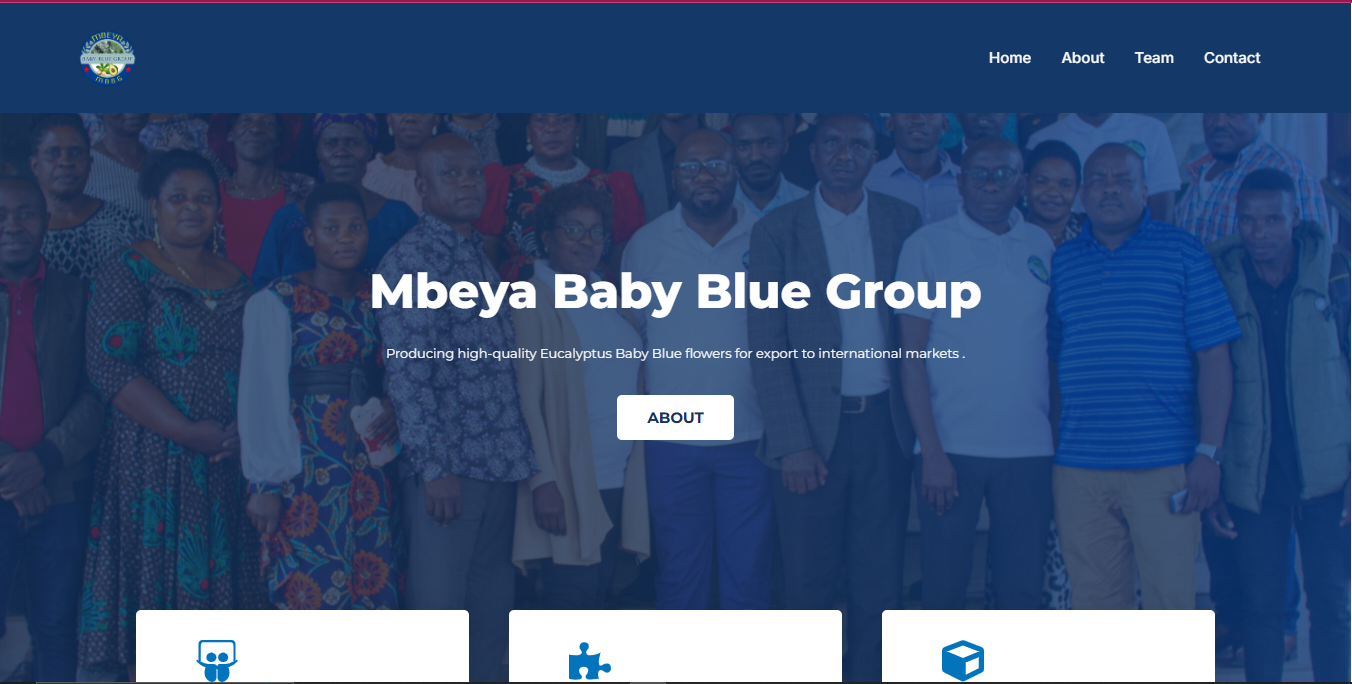 MBEYA
BABY BLUE GROUP
MBBG
Home
About
Team
Contact
Mbeya Baby Blue Group
Producing high-quality Eucalyptus Baby Blue flowers for export to international markets .
ABOUT